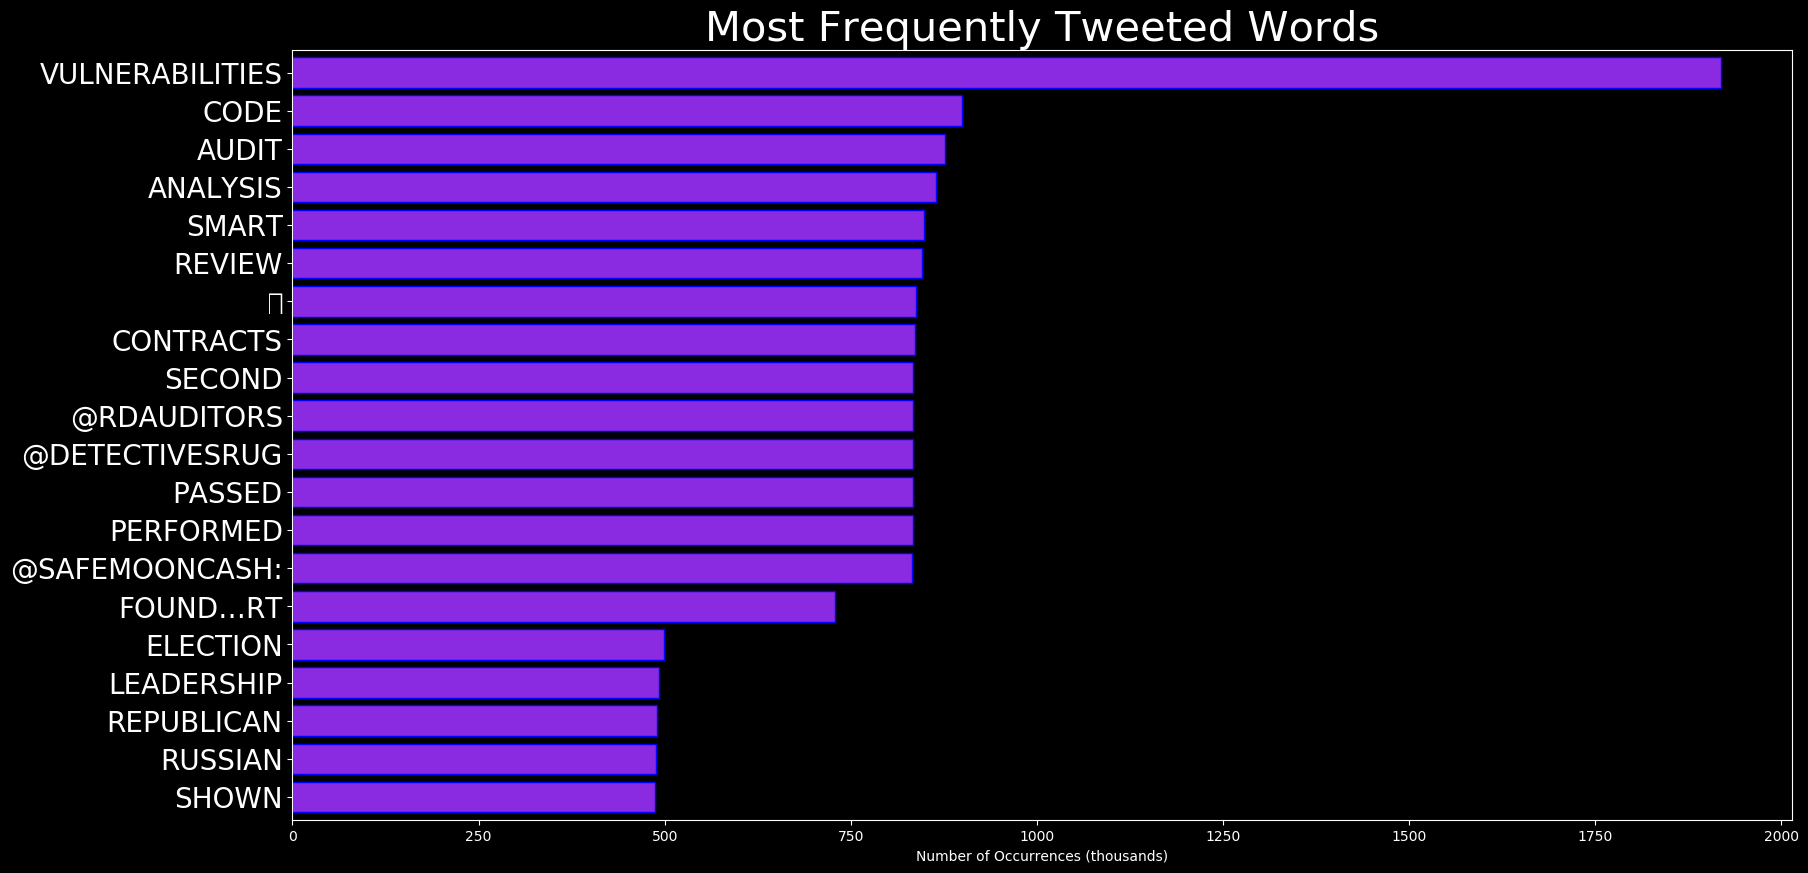 Most Frequently Tweeted Words
VULNERABILITIES
CODE
AUDIT
ANALYSIS
SMART
REVIEW
CONTRACTS
SECOND
@RDAUDITORS
@DETECTIVESRUG
PASSED
PERFORMED
@SAFEMOONCASH:
FOUND...RT
ELECTION
LEADERSHIP
REPUBLICAN
RUSSIAN
SHOWN
0 250 500 750 1000 1250 1500 1750 2000
Number of Occurrences (thousands)